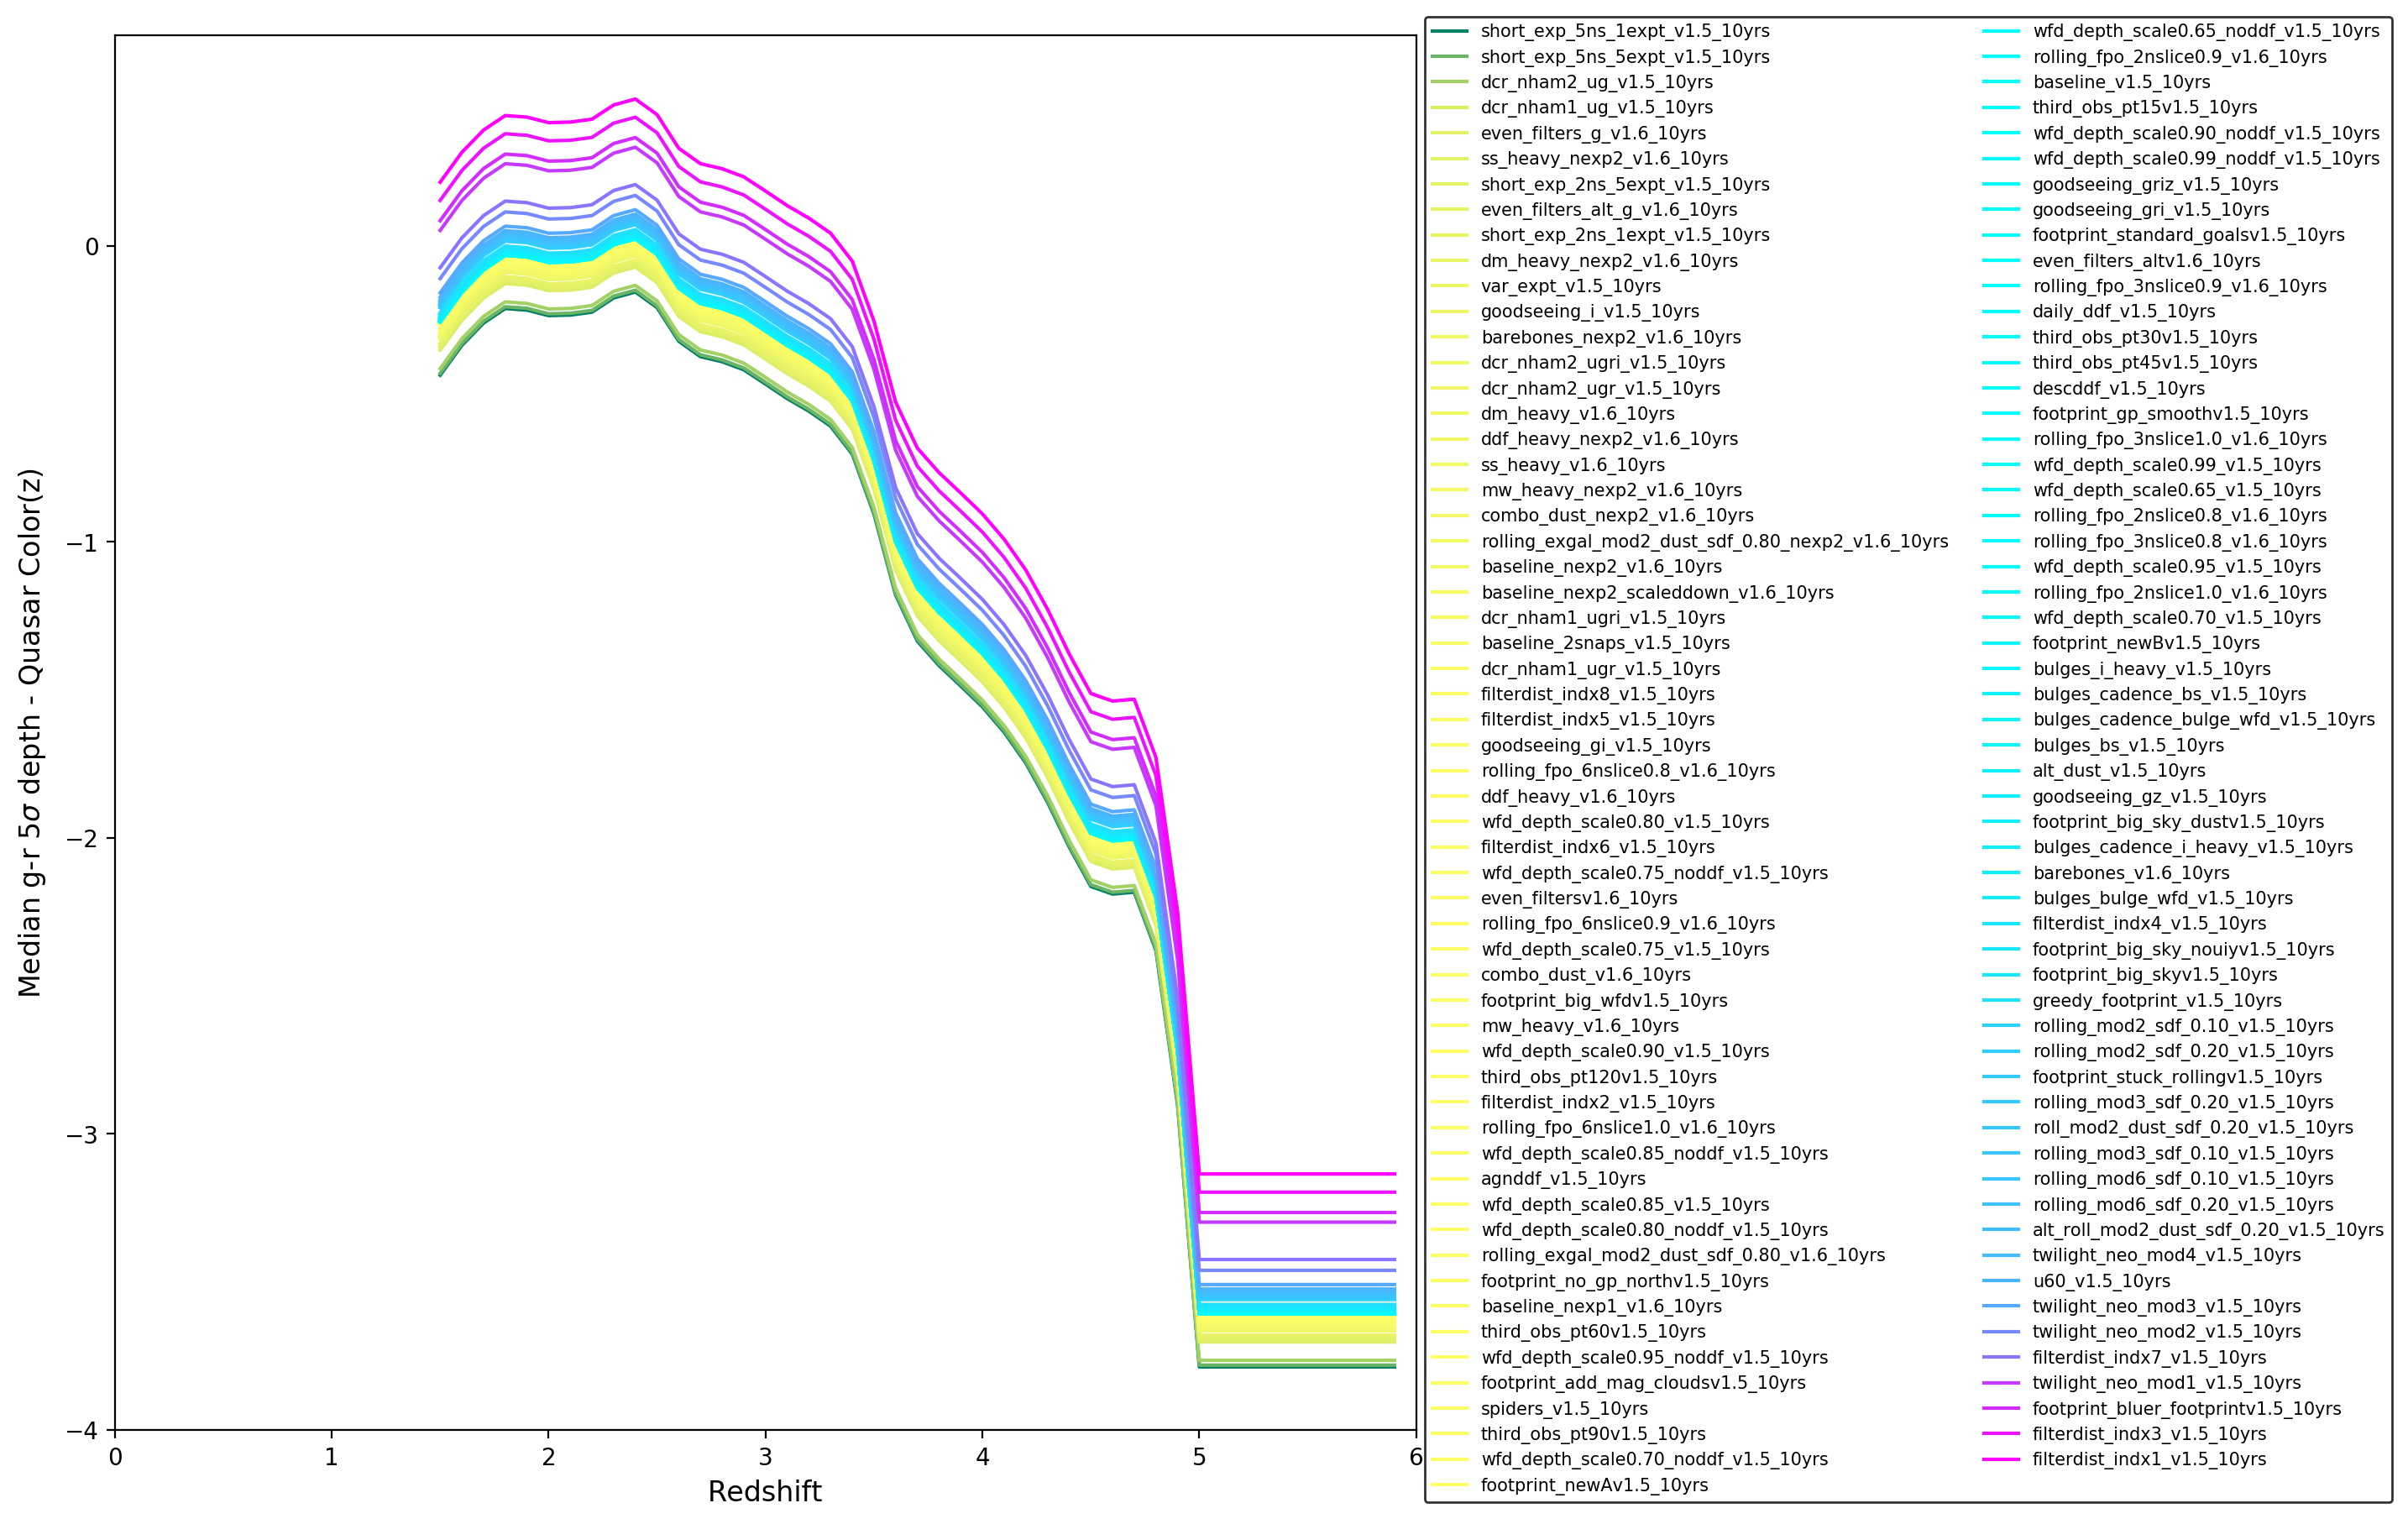 Median g-r 5σ depth - Quasar Color(z)
0
−1
−2
−3
−4
0
1
2
3
4
5
6
Redshift
short_exp_5ns_1expt_v1.5_10yrs
short_exp_5ns_5expt_v1.5_10yrs
dcr_nham2_ug_v1.5_10yrs
dcr_nham1_ug_v1.5_10yrs
even_filters_g_v1.6_10yrs
ss_heavy_nexp2_v1.6_10yrs
short_exp_2ns_5expt_v1.5_10yrs
even_filters_alt_g_v1.6_10yrs
short_exp_2ns_1expt_v1.5_10yrs
dm_heavy_nexp2_v1.6_10yrs
var_expt_v1.5_10yrs
goodseeing_i_v1.5_10yrs
barebones_nexp2_v1.6_10yrs
dcr_nham2_ugri_v1.5_10yrs
dcr_nham2_ugr_v1.5_10yrs
dm_heavy_v1.6_10yrs
ddf_heavy_nexp2_v1.6_10yrs
ss_heavy_v1.6_10yrs
mw_heavy_nexp2_v1.6_10yrs
combo_dust_nexp2_v1.6_10yrs
rolling_exgal_mod2_dust_sdf_0.80_nexp2_v1.6_10yrs
baseline_nexp2_v1.6_10yrs
baseline_nexp2_scaleddown_v1.6_10yrs
dcr_nham1_ugri_v1.5_10yrs
baseline_2snaps_v1.5_10yrs
dcr_nham1_ugr_v1.5_10yrs
filterdist_indx8_v1.5_10yrs
filterdist_indx5_v1.5_10yrs
goodseeing_gi_v1.5_10yrs
rolling_fpo_6nslice0.8_v1.6_10yrs
ddf_heavy_v1.6_10yrs
wfd_depth_scale0.80_v1.5_10yrs
filterdist_indx6_v1.5_10yrs
wfd_depth_scale0.75_noddf_v1.5_10yrs
even_filtersv1.6_10yrs
rolling_fpo_6nslice0.9_v1.6_10yrs
wfd_depth_scale0.75_v1.5_10yrs
combo_dust_v1.6_10yrs
footprint_big_wfdv1.5_10yrs
mw_heavy_v1.6_10yrs
wfd_depth_scale0.90_v1.5_10yrs
third_obs_pt120v1.5_10yrs
filterdist_indx2_v1.5_10yrs
rolling_fpo_6nslice1.0_v1.6_10yrs
wfd_depth_scale0.85_noddf_v1.5_10yrs
agnddf_v1.5_10yrs
wfd_depth_scale0.85_v1.5_10yrs
wfd_depth_scale0.80_noddf_v1.5_10yrs
rolling_exgal_mod2_dust_sdf_0.80_v1.6_10yrs
footprint_no_gp_northv1.5_10yrs
baseline_nexp1_v1.6_10yrs
third_obs_pt60v1.5_10yrs
wfd_depth_scale0.95_noddf_v1.5_10yrs
footprint_add_mag_cloudsv1.5_10yrs
spiders_v1.5_10yrs
third_obs_pt90v1.5_10yrs
wfd_depth_scale0.70_noddf_v1.5_10yrs
footprint_newAv1.5_10yrs
wfd_depth_scale0.65_noddf_v1.5_10yrs
rolling_fpo_2nslice0.9_v1.6_10yrs
baseline_v1.5_10yrs
third_obs_pt15v1.5_10yrs
wfd_depth_scale0.90_noddf_v1.5_10yrs
wfd_depth_scale0.99_noddf_v1.5_10yrs
goodseeing_griz_v1.5_10yrs
goodseeing_gri_v1.5_10yrs
footprint_standard_goalsv1.5_10yrs
even_filters_altv1.6_10yrs
rolling_fpo_3nslice0.9_v1.6_10yrs
daily_ddf_v1.5_10yrs
third_obs_pt30v1.5_10yrs
third_obs_pt45v1.5_10yrs
descddf_v1.5_10yrs
footprint_gp_smoothv1.5_10yrs
rolling_fpo_3nslice1.0_v1.6_10yrs
wfd_depth_scale0.99_v1.5_10yrs
wfd_depth_scale0.65_v1.5_10yrs
rolling_fpo_2nslice0.8_v1.6_10yrs
rolling_fpo_3nslice0.8_v1.6_10yrs
wfd_depth_scale0.95_v1.5_10yrs
rolling_fpo_2nslice1.0_v1.6_10yrs
wfd_depth_scale0.70_v1.5_10yrs
footprint_newBv1.5_10yrs
bulges_i_heavy_v1.5_10yrs
bulges_cadence_bs_v1.5_10yrs
bulges_cadence_bulge_wfd_v1.5_10yrs
bulges_bs_v1.5_10yrs
alt_dust_v1.5_10yrs
goodseeing_gz_v1.5_10yrs
footprint_big_sky_dustv1.5_10yrs
bulges_cadence_i_heavy_v1.5_10yrs
barebones_v1.6_10yrs
bulges_bulge_wfd_v1.5_10yrs
filterdist_indx4_v1.5_10yrs
footprint_big_sky_nouiyv1.5_10yrs
footprint_big_skyv1.5_10yrs
greedy_footprint_v1.5_10yrs
rolling_mod2_sdf_0.10_v1.5_10yrs
rolling_mod2_sdf_0.20_v1.5_10yrs
footprint_stuck_rollingv1.5_10yrs
rolling_mod3_sdf_0.20_v1.5_10yrs
roll_mod2_dust_sdf_0.20_v1.5_10yrs
rolling_mod3_sdf_0.10_v1.5_10yrs
rolling_mod6_sdf_0.10_v1.5_10yrs
rolling_mod6_sdf_0.20_v1.5_10yrs
alt_roll_mod2_dust_sdf_0.20_v1.5_10yrs
twilight_neo_mod4_v1.5_10yrs
u60_v1.5_10yrs
twilight_neo_mod3_v1.5_10yrs
twilight_neo_mod2_v1.5_10yrs
filterdist_indx7_v1.5_10yrs
twilight_neo_mod1_v1.5_10yrs
footprint_bluer_footprintv1.5_10yrs
filterdist_indx3_v1.5_10yrs
filterdist_indx1_v1.5_10yrs